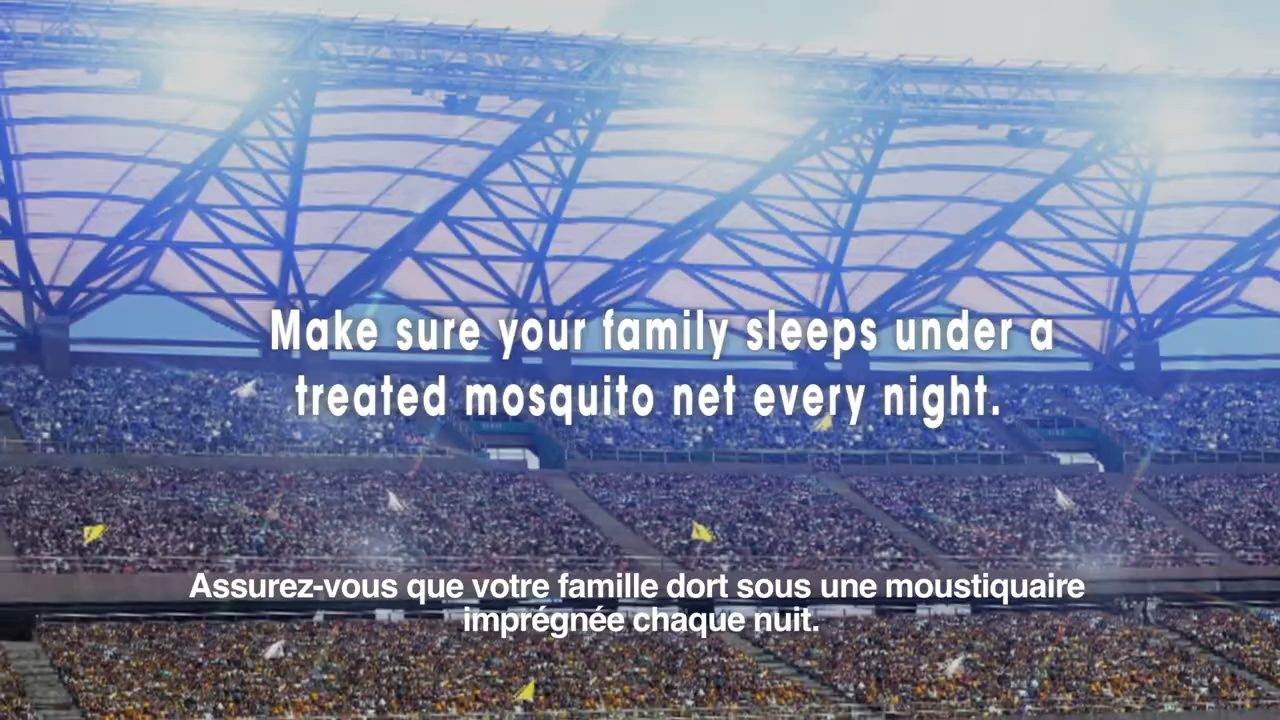 Make sure your family sleeps under a
treated mosquito net every night.
Assurez-vous que votre famille dort sous une moustiquaire
imprégnée chaque nuit.